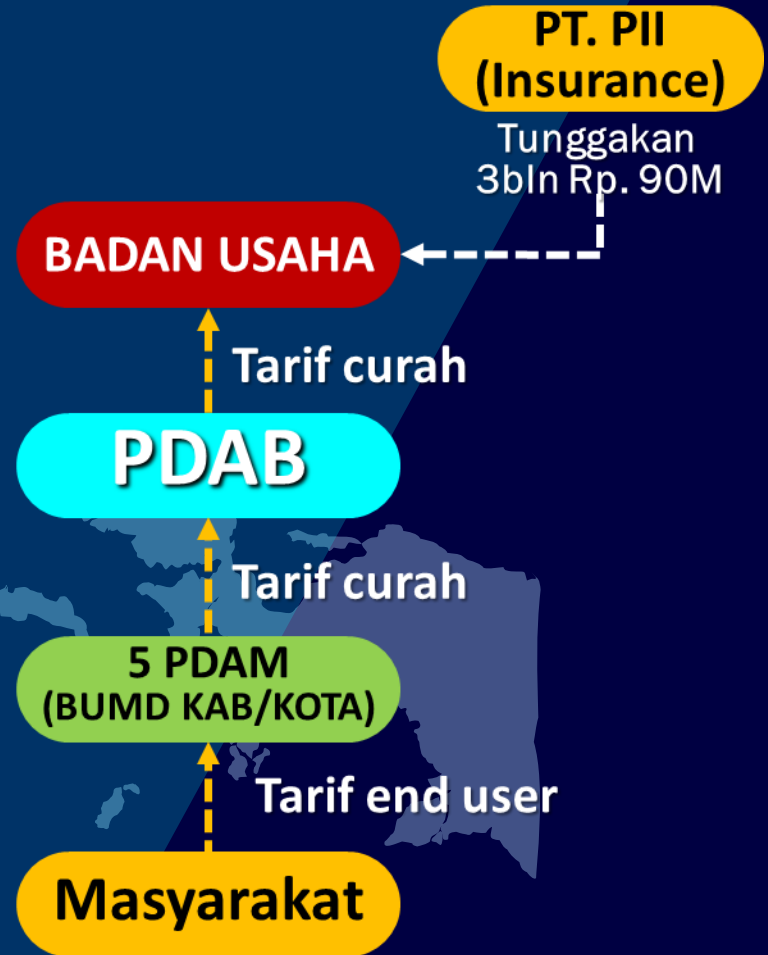 PT. PII
(Insurance)
Tunggakan
3bln Rp. 90M
BADAN USAHA
Tarif curah
PDAB
Tarif curah
5 PDAM
(BUMD KAB/KOTA)
Tarif end user
Masyarakat